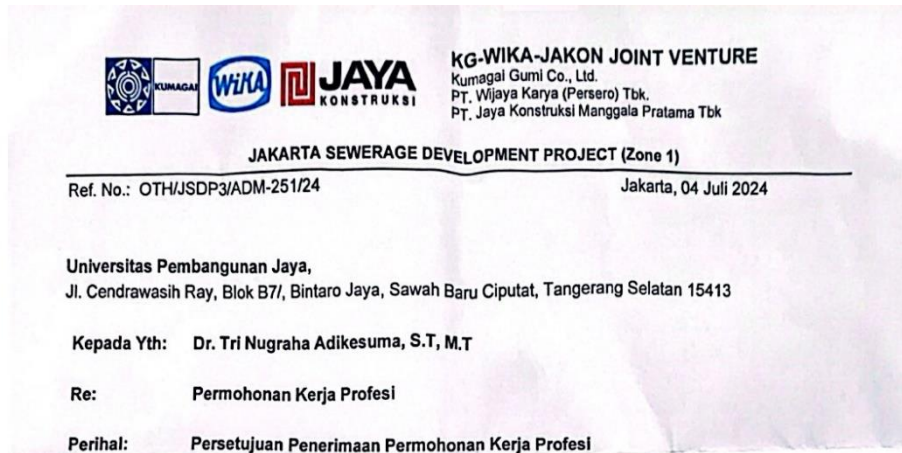 KUMAGAI WIKA JAYA
KONSTRUKSI
KG-WIKA-JAKON JOINT VENTURE
Kumagai Gumi Co., Ltd.
PT. Wijaya Karya (Persero) Tbk.
PT. Jaya Konstruksi Manggala Pratama Tbk
JAKARTA SEWERAGE DEVELOPMENT PROJECT (Zone 1)
Ref. No.: OTH/JSDP3/ADM-251/24 Jakarta, 04 Juli 2024
Universitas Pembangunan Jaya,
Jl. Cendrawasih Ray, Blok B7/, Bintaro Jaya, Sawah Baru Ciputat, Tangerang Selatan 15413
Kepada Yth: Dr. Tri Nugraha Adikesuma, S.T, M.T
Re: Permohonan Kerja Profesi
Perihal: Persetujuan Penerimaan Permohonan Kerja Profesi